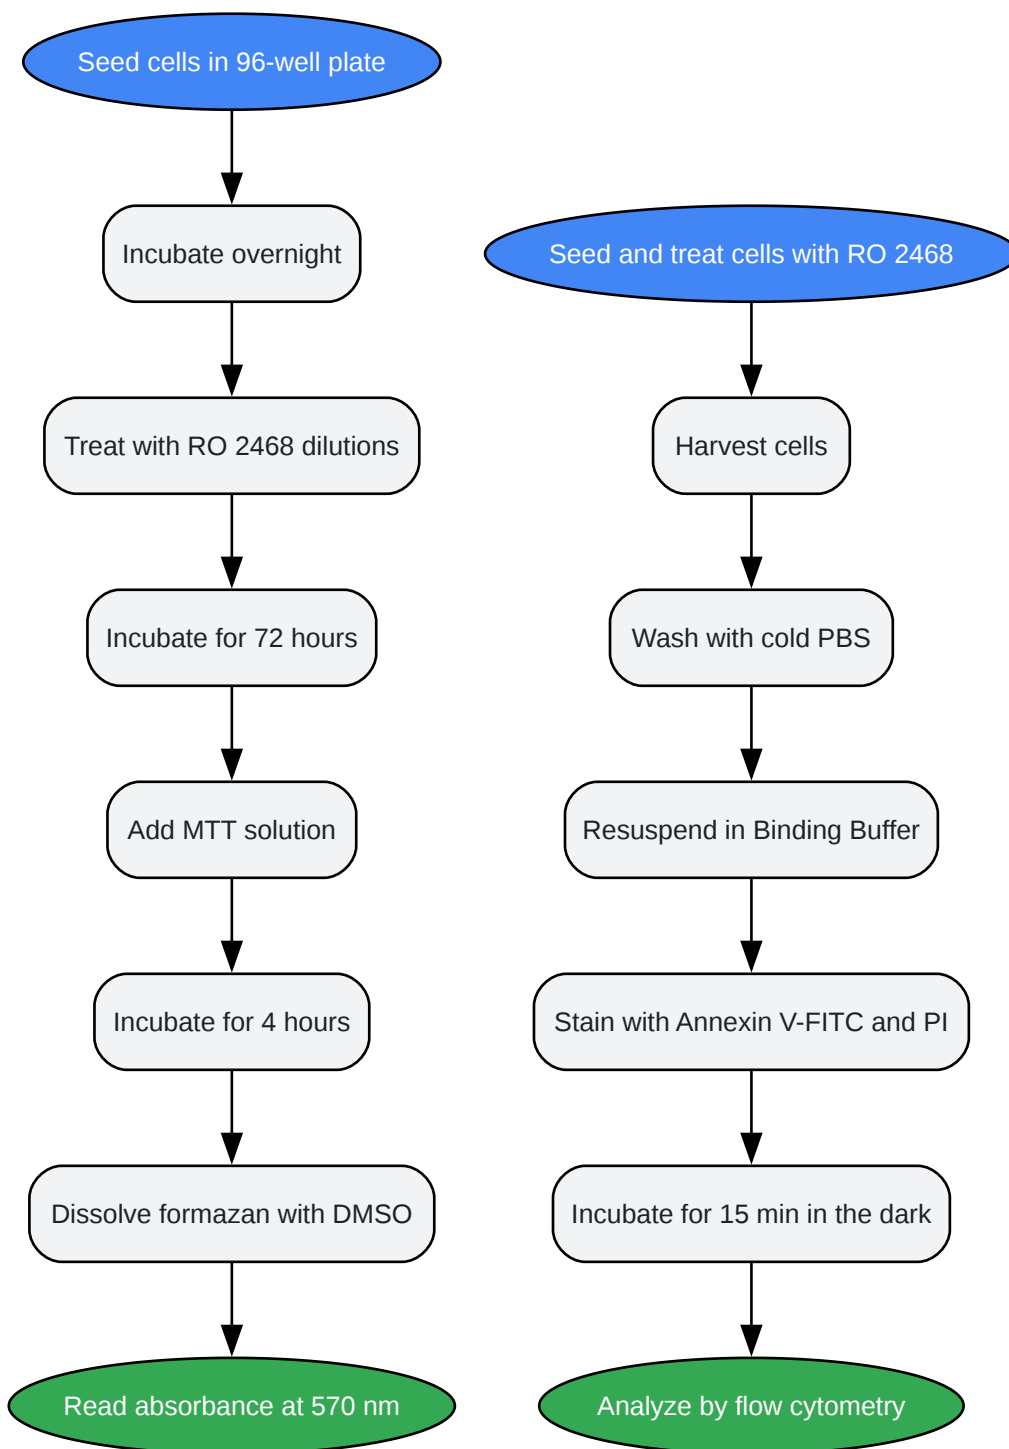 Seed cells in 96-well plate
Incubate overnight
Treat with RO 2468 dilutions
Incubate for 72 hours
Add MTT solution
Incubate for 4 hours
Dissolve formazan with DMSO
Read absorbance at 570 nm
Seed and treat cells with RO 2468
Harvest cells
Wash with cold PBS
Resuspend in Binding Buffer
Stain with Annexin V-FITC and PI
Incubate for 15 min in the dark
Analyze by flow cytometry